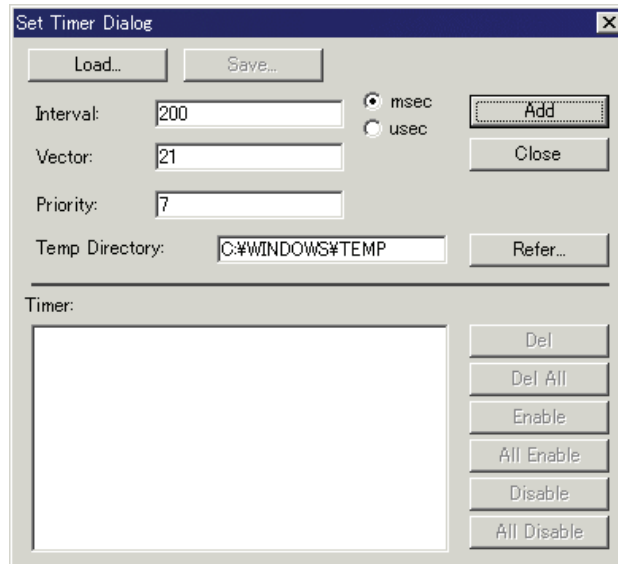 Set Timer Dialog
Load... Save...
Interval: 200 msec Add
usec
Vector: 21 Close
Priority: 7
Temp Directory: C:¥WINDOWS¥TEMP Refer...
Timer:
Del
Del All
Enable
All Enable
Disable
All Disable